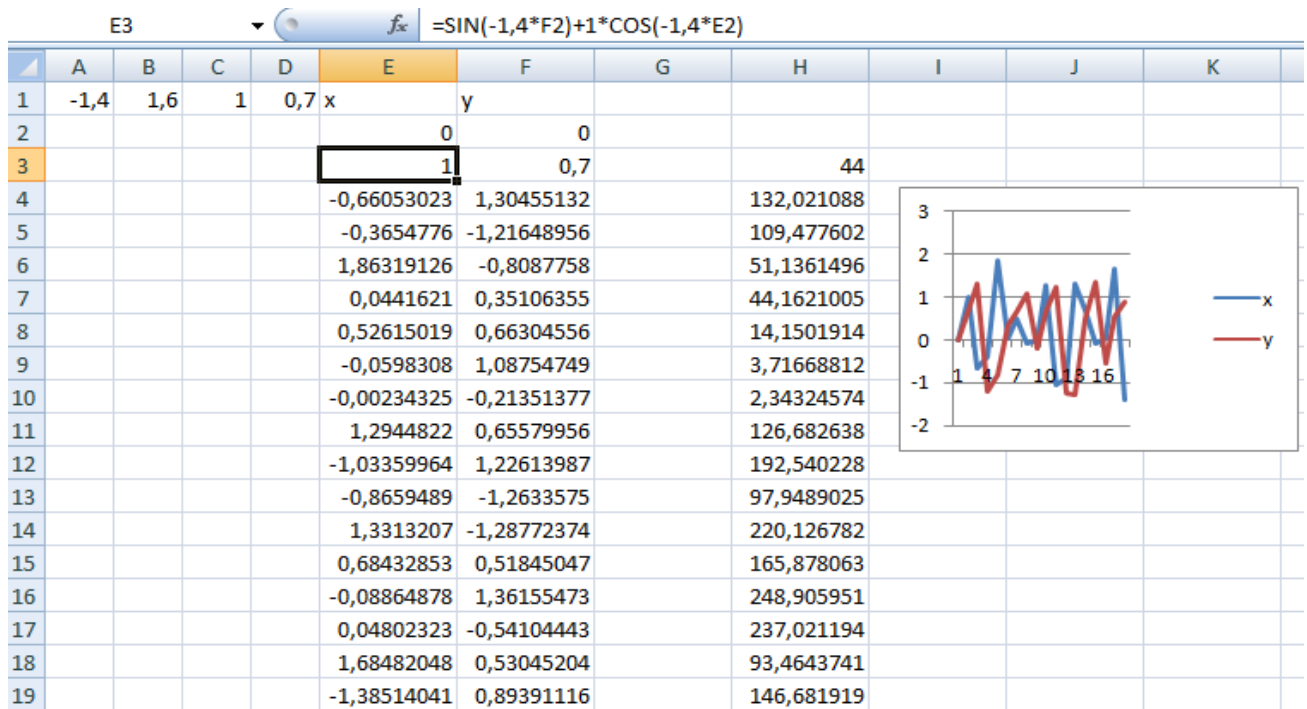 E3 fx =SIN(-1,4*F2)+1*COS(-1,4*E2)
A B C D E F G H I J K
1 -1,4 1,6 1 0,7 x y
2 0 0
3 1 0,7 44
4 -0,66053023 1,30455132 132,021088
5 -0,3654776 -1,21648956 109,477602
6 1,86319126 -0,8087758 51,1361496
7 0,0441621 0,35106355 44,1621005
8 0,52615019 0,66304556 14,1501914
9 -0,0598308 1,08754749 3,71668812
10 -0,00234325 -0,21351377 2,34324574
11 1,2944822 0,65579956 126,682638
12 -1,03359964 1,22613987 192,540228
13 -0,8659489 -1,2633575 97,9489025
14 1,3313207 -1,28772374 220,126782
15 0,68432853 0,51845047 165,878063
16 -0,08864878 1,36155473 248,905951
17 0,04802323 -0,54104443 237,021194
18 1,68482048 0,53045204 93,4643741
19 -1,38514041 0,89391116 146,681919
3
2
1
0
-1
-2
1 4 7 10 13 16
x
y